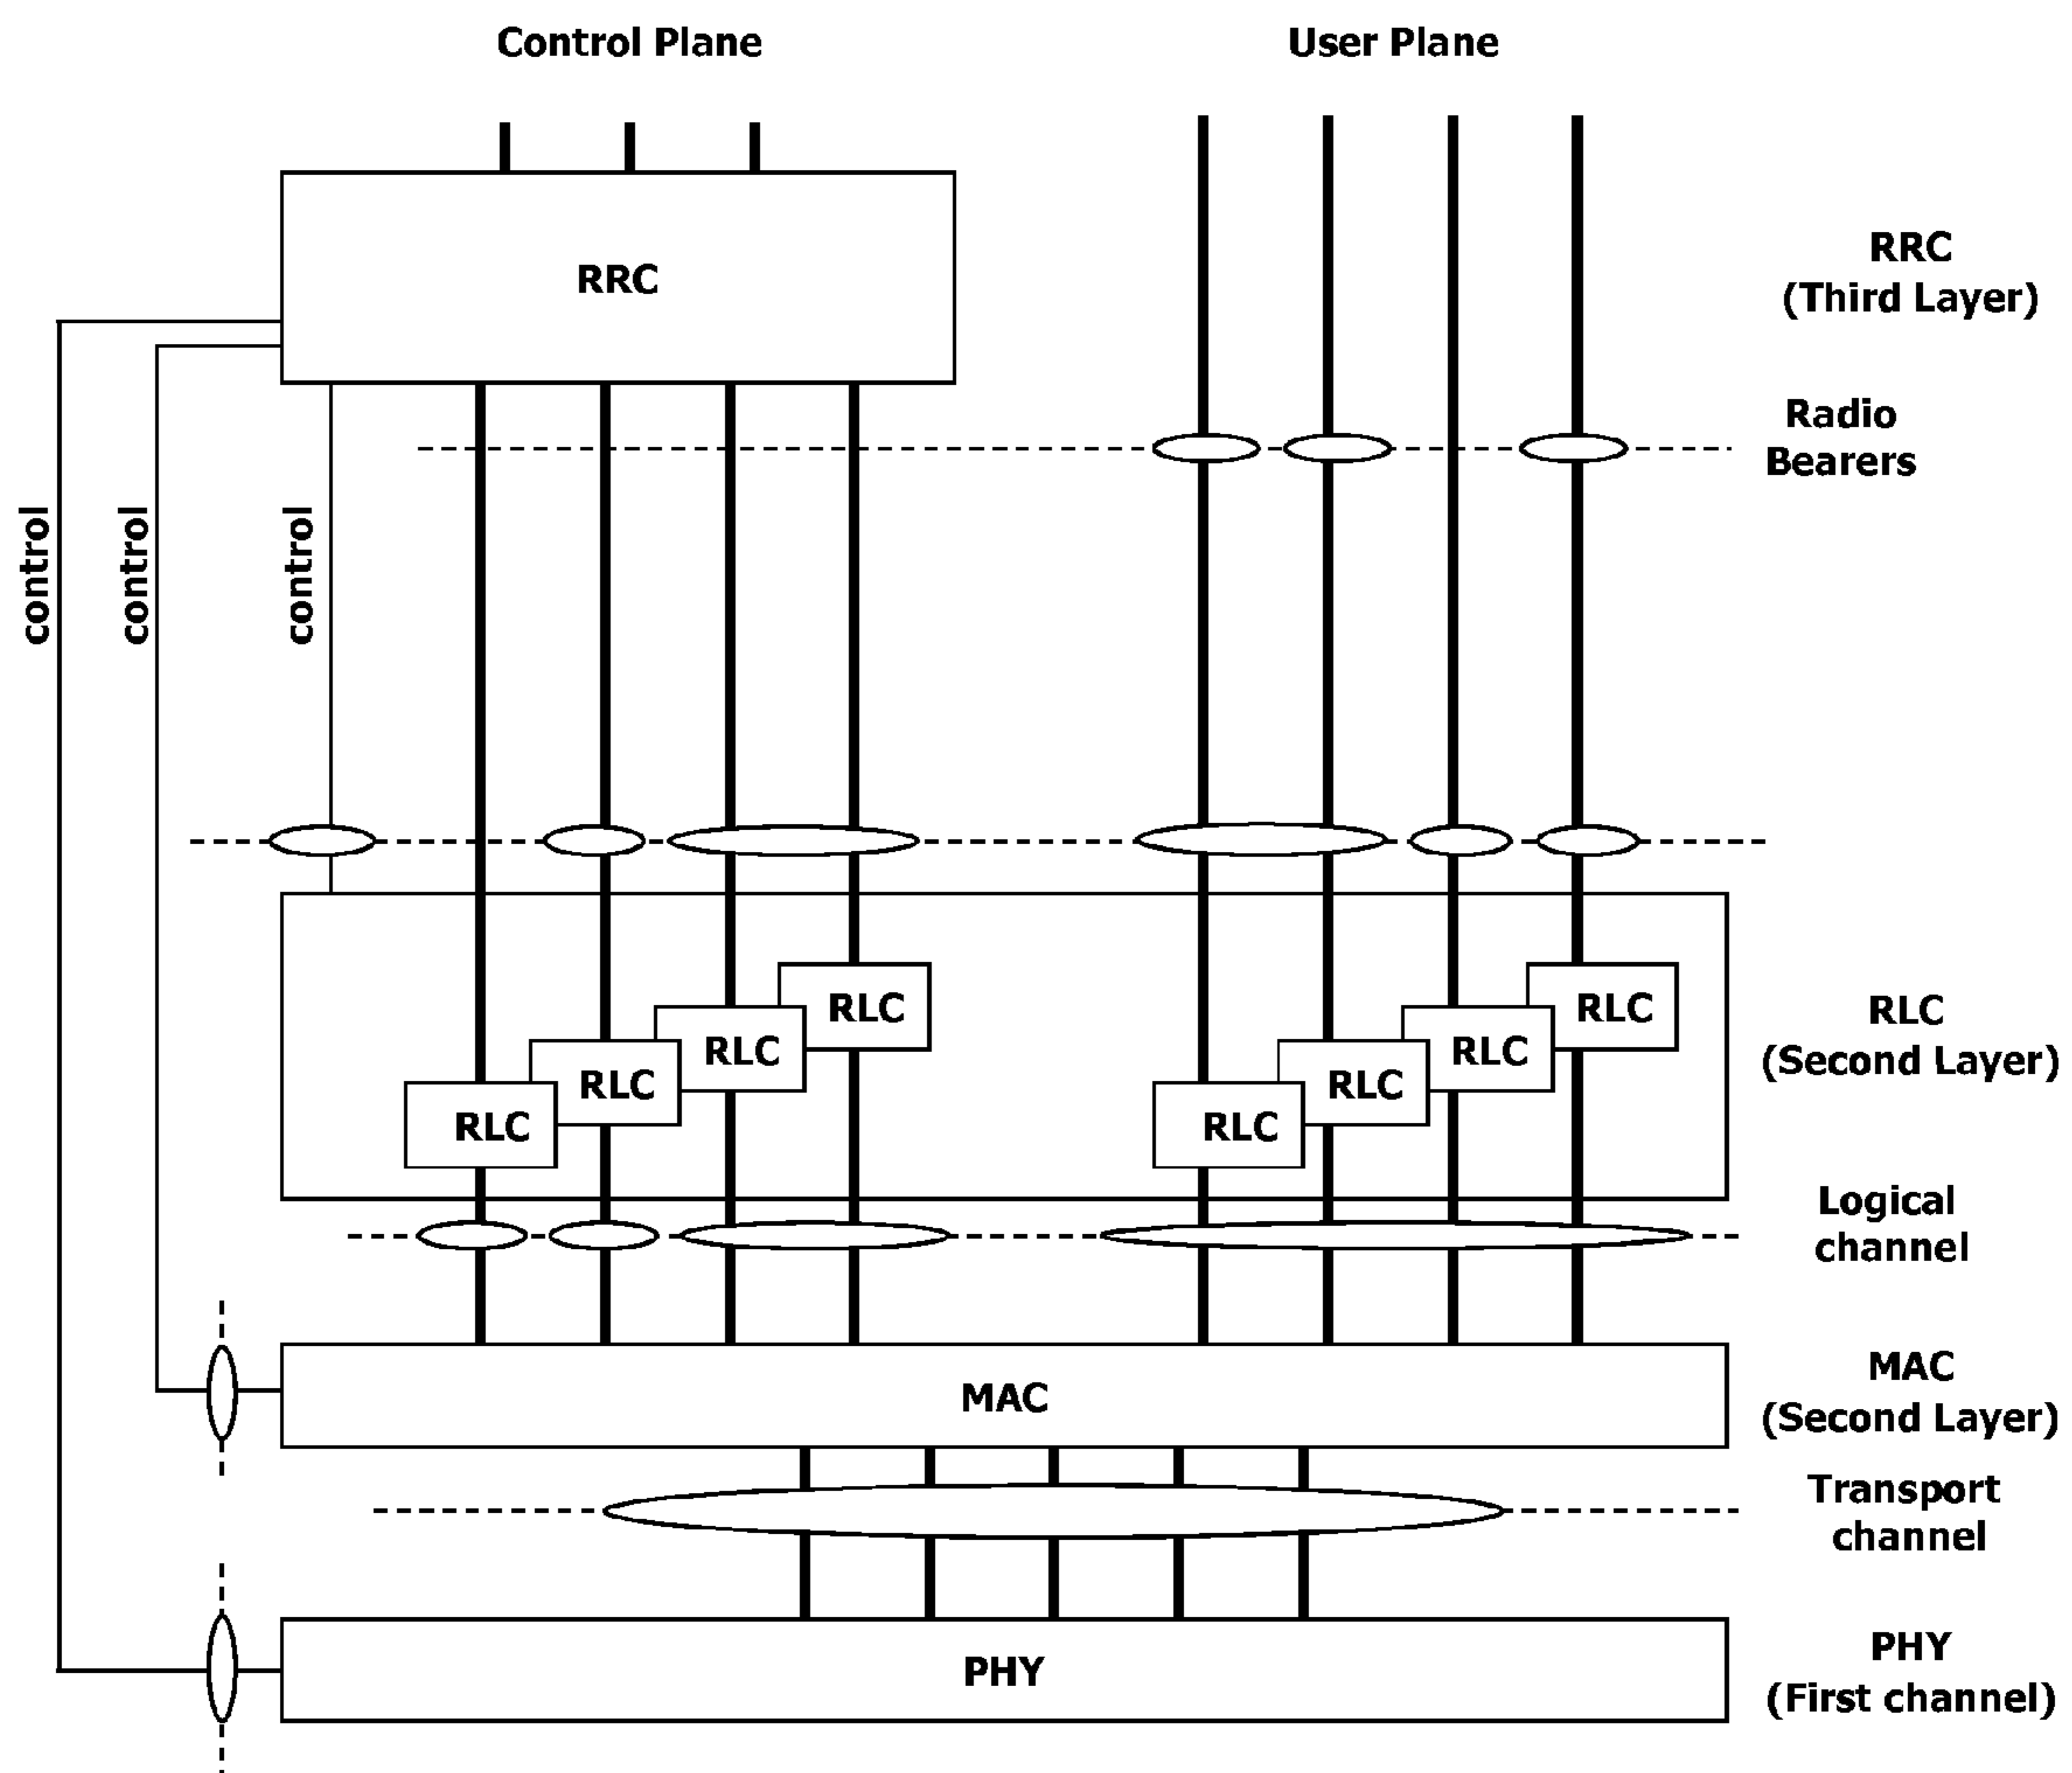 Control Plane
User Plane
RRC
RRC
(Third Layer)
Radio
Bearers
control
control
control
RLC
RLC
RLC
RLC
RLC
RLC
RLC
RLC
RLC
(Second Layer)
Logical
channel
MAC
MAC
(Second Layer)
Transport
channel
PHY
PHY
(First channel)